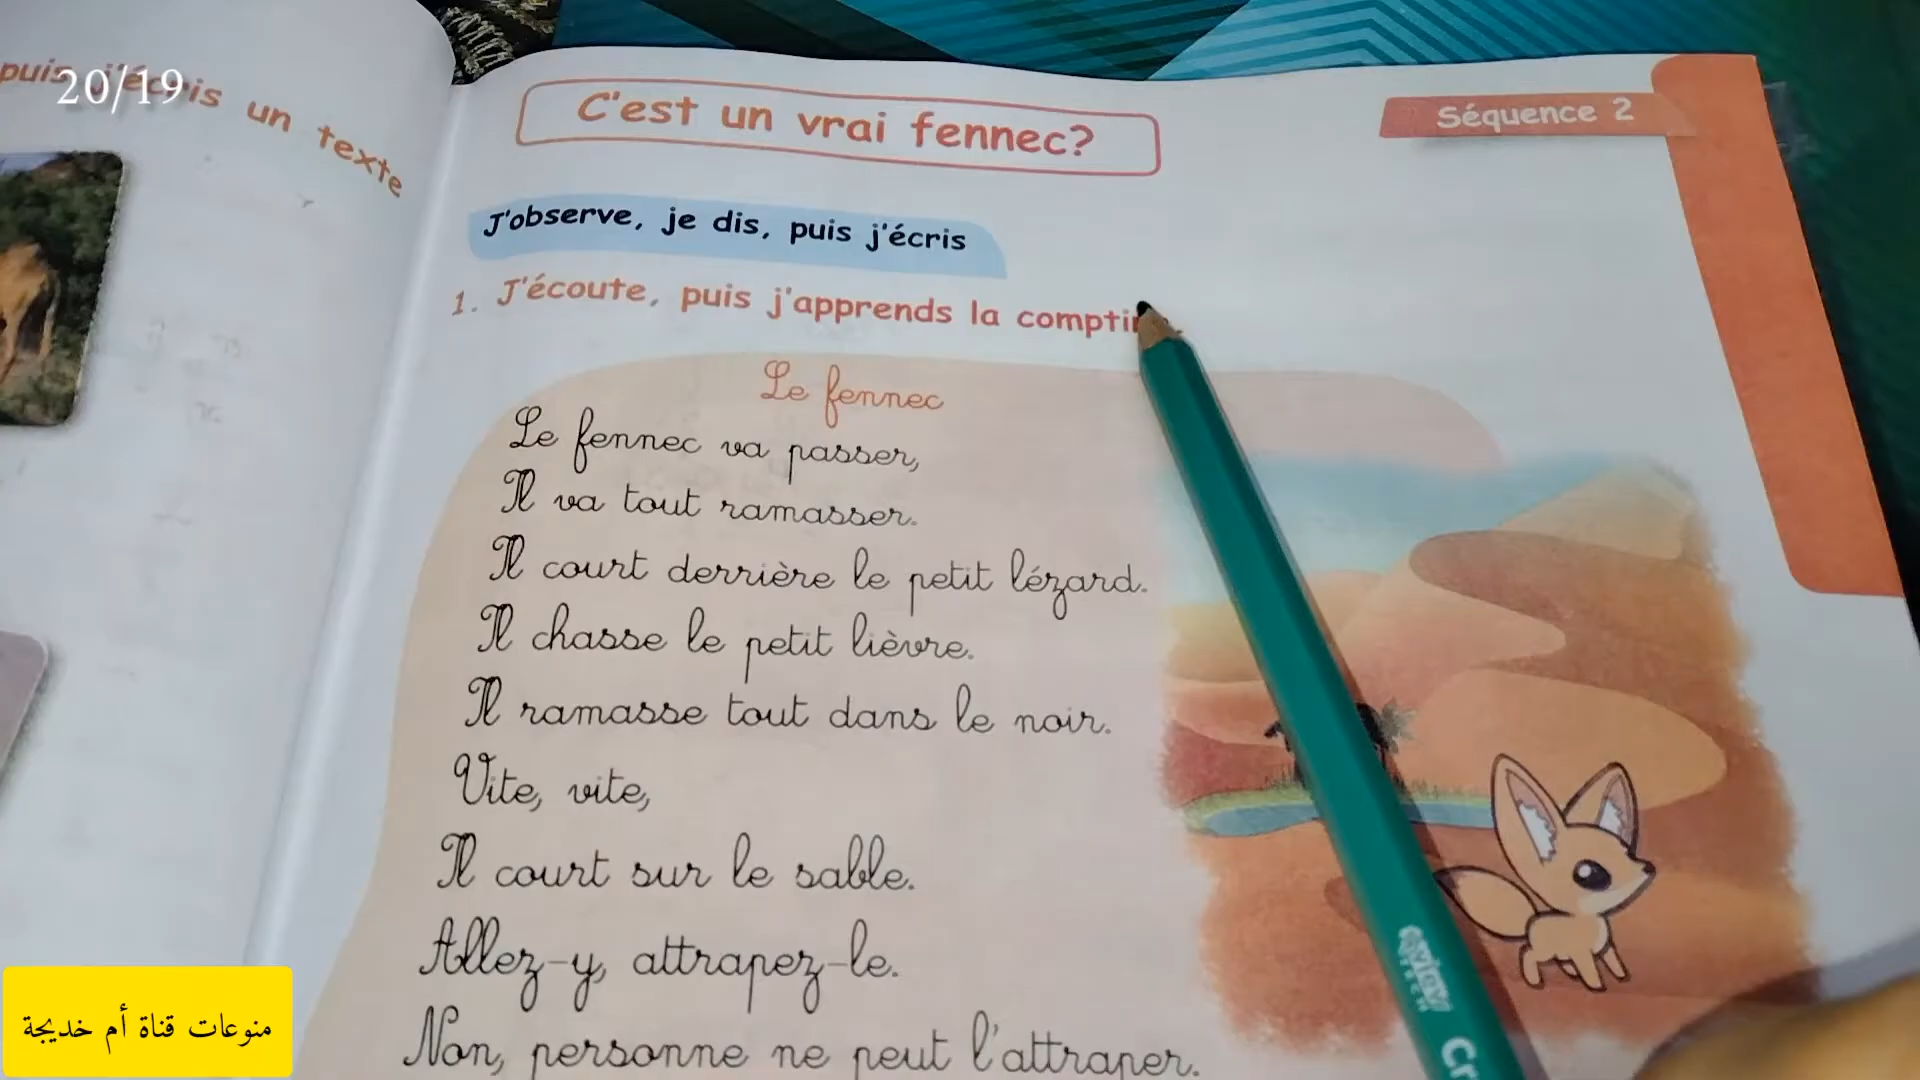 puis j'écris un texte
20/19
C'est un vrai fennec?
Séquence 2
J'observe, je dis, puis j'écris
1. J'écoute, puis j'apprends la
Le fennec
Le fennec va passer,
Il va tout ramasser.
Il court derrière le petit lézard.
Il chasse le petit lièvre.
Il ramasse tout dans le noir.
Vite, vite,
Il court sur le sable.
Allez-y, attrapez-le.
Non, personne ne peut l'attraper.
منوعات قناة أم خديجة